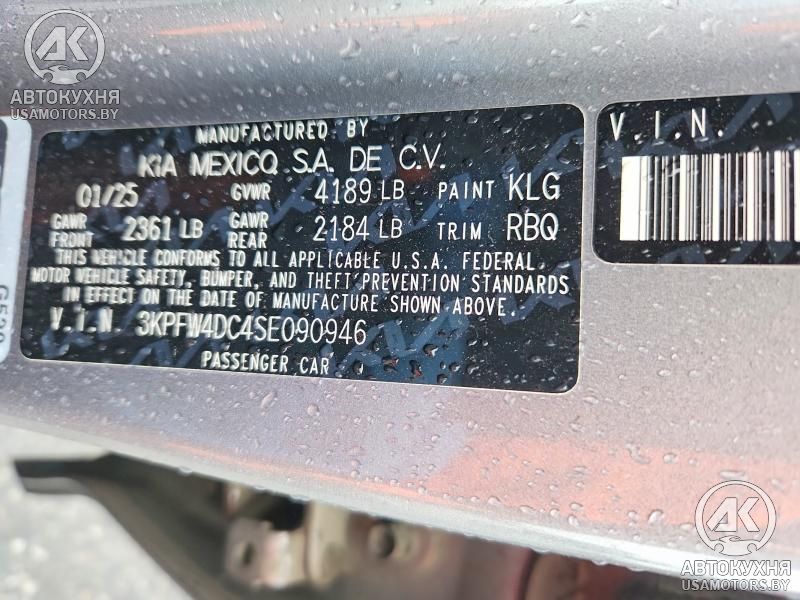 AK
АВТОКУХНЯ
USAMOTORS.BY
MANUFACTURED BY
KIA MEXICO, S.A. DE C.V.
01/25 GVWR 4189 LB PAINT KLG
GAWR FRONT 2361 LB GAWR REAR 2184 LB TRIM RBQ
THIS VEHICLE CONFORMS TO ALL APPLICABLE U.S.A. FEDERAL
MOTOR VEHICLE SAFETY, BUMPER, AND THEFT PREVENTION STANDARDS
IN EFFECT ON THE DATE OF MANUFACTURE SHOWN ABOVE.
V.I.N. 3KPFW4DC4SE090946
PASSENGER CAR
V.I.N.
AK
АВТОКУХНЯ
USAMOTORS.BY